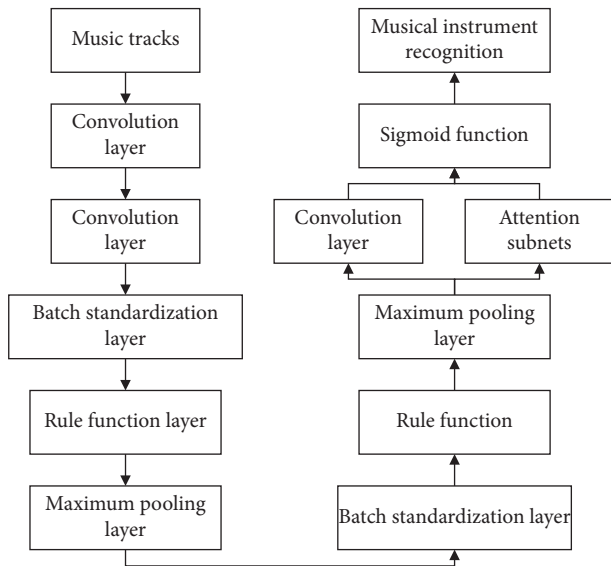 Music tracks
Convolution
layer
Convolution
layer
Batch standardization
layer
Rule function layer
Maximum pooling
layer
Musical instrument
recognition
Sigmoid function
Convolution
layer
Attention
subnets
Maximum pooling
layer
Rule function
Batch standardization layer